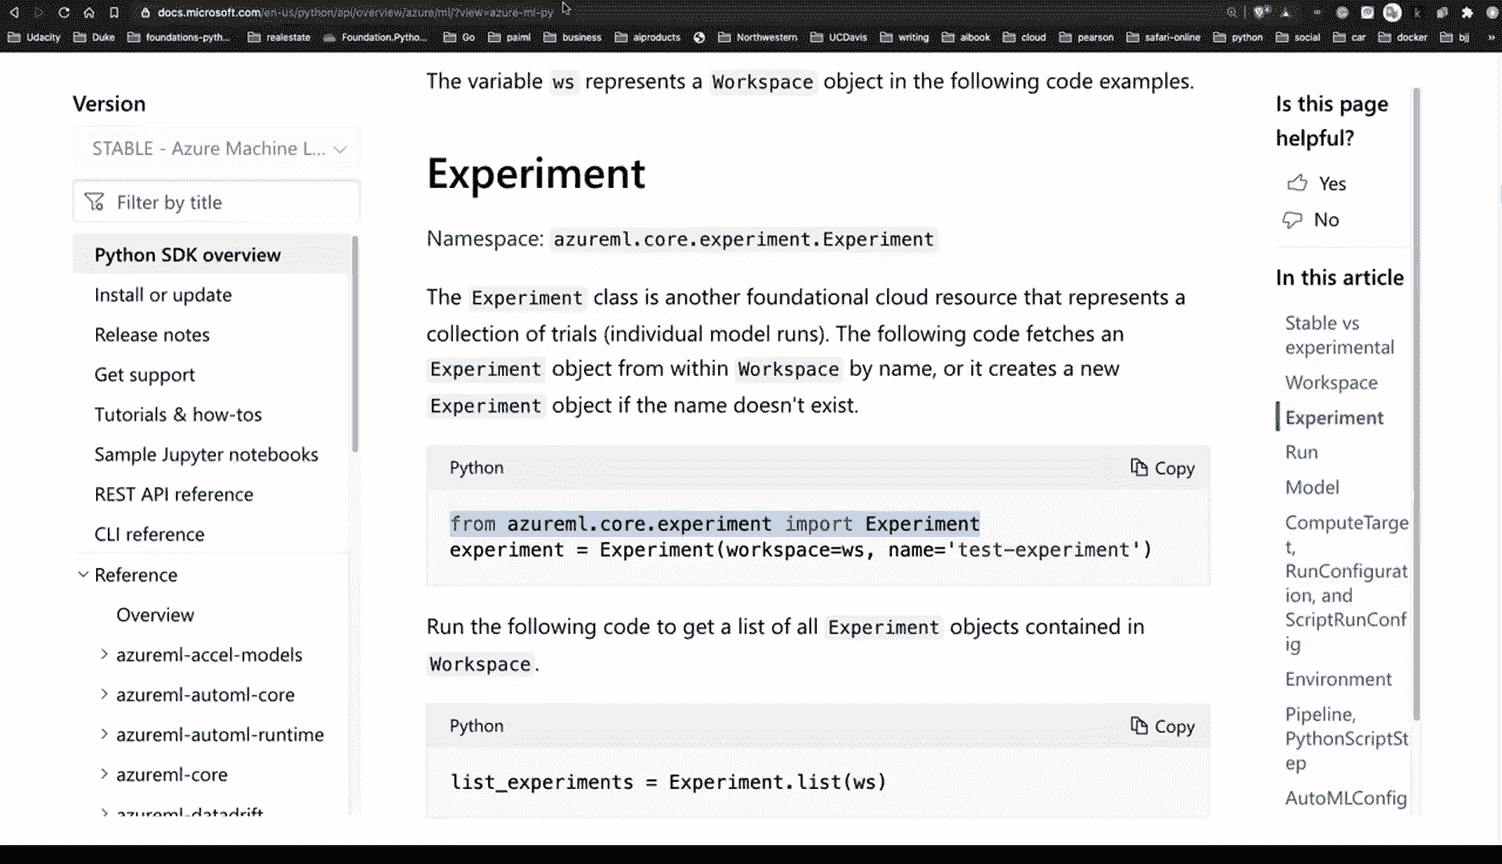 docs.microsoft.com/en-us/python/api/overview/azure/ml/?view=azure-ml-py
Udacity Duke foundations-pyth... realestate Foundation.Pytho... Go paiml business aiproducts Northwestern UCDavis writing aibook cloud pearson safari-online python social car docker bjj »
Version
STABLE - Azure Machine L...
Filter by title
Python SDK overview
Install or update
Release notes
Get support
Tutorials & how-tos
Sample Jupyter notebooks
REST API reference
CLI reference
Reference
Overview
azureml-accel-models
azureml-automl-core
azureml-automl-runtime
azureml-core
azureml-datadrift
The variable ws represents a Workspace object in the following code examples.
Experiment
Namespace: azureml.core.experiment.Experiment
The Experiment class is another foundational cloud resource that represents a
collection of trials (individual model runs). The following code fetches an
Experiment object from within Workspace by name, or it creates a new
Experiment object if the name doesn't exist.
Python
Copy
from azureml.core.experiment import Experiment
experiment = Experiment(workspace=ws, name='test-experiment')
Run the following code to get a list of all Experiment objects contained in
Workspace.
Python
Copy
list_experiments = Experiment.list(ws)
Is this page
helpful?
Yes
No
In this article
Stable vs
experimental
Workspace
Experiment
Run
Model
ComputeTarge
t,
RunConfigurat
ion, and
ScriptRunConf
ig
Environment
Pipeline,
PythonScriptSt
ep
AutoMLConfig